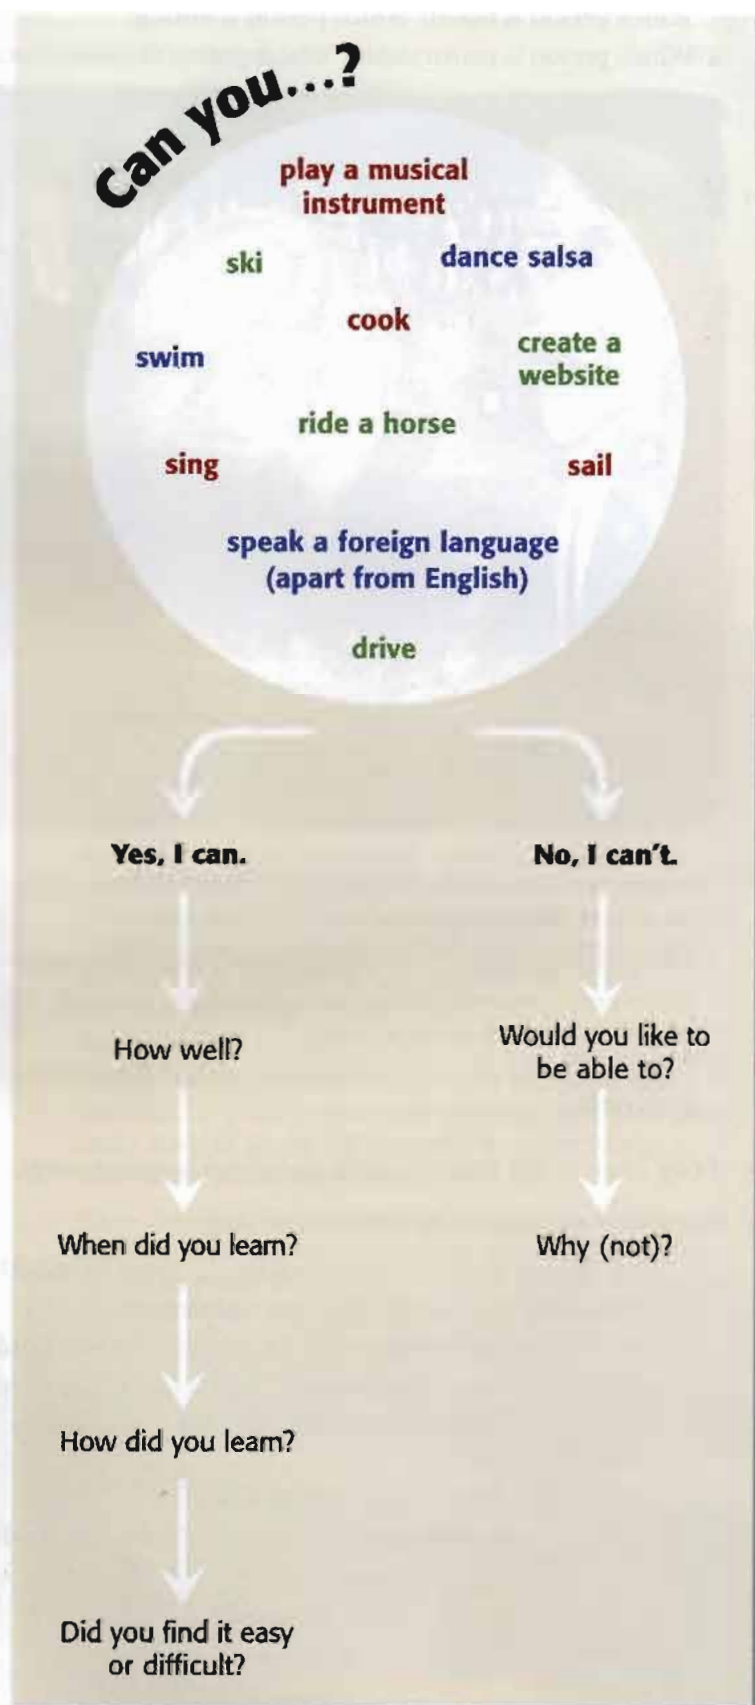 Can you...?
play a musical
instrument
ski
dance salsa
cook
swim
create a
website
ride a horse
sing
sail
speak a foreign language
(apart from English)
drive
Yes, I can.
No, I can't.
How well?
Would you like to
be able to?
When did you learn?
Why (not)?
How did you learn?
Did you find it easy
or difficult?